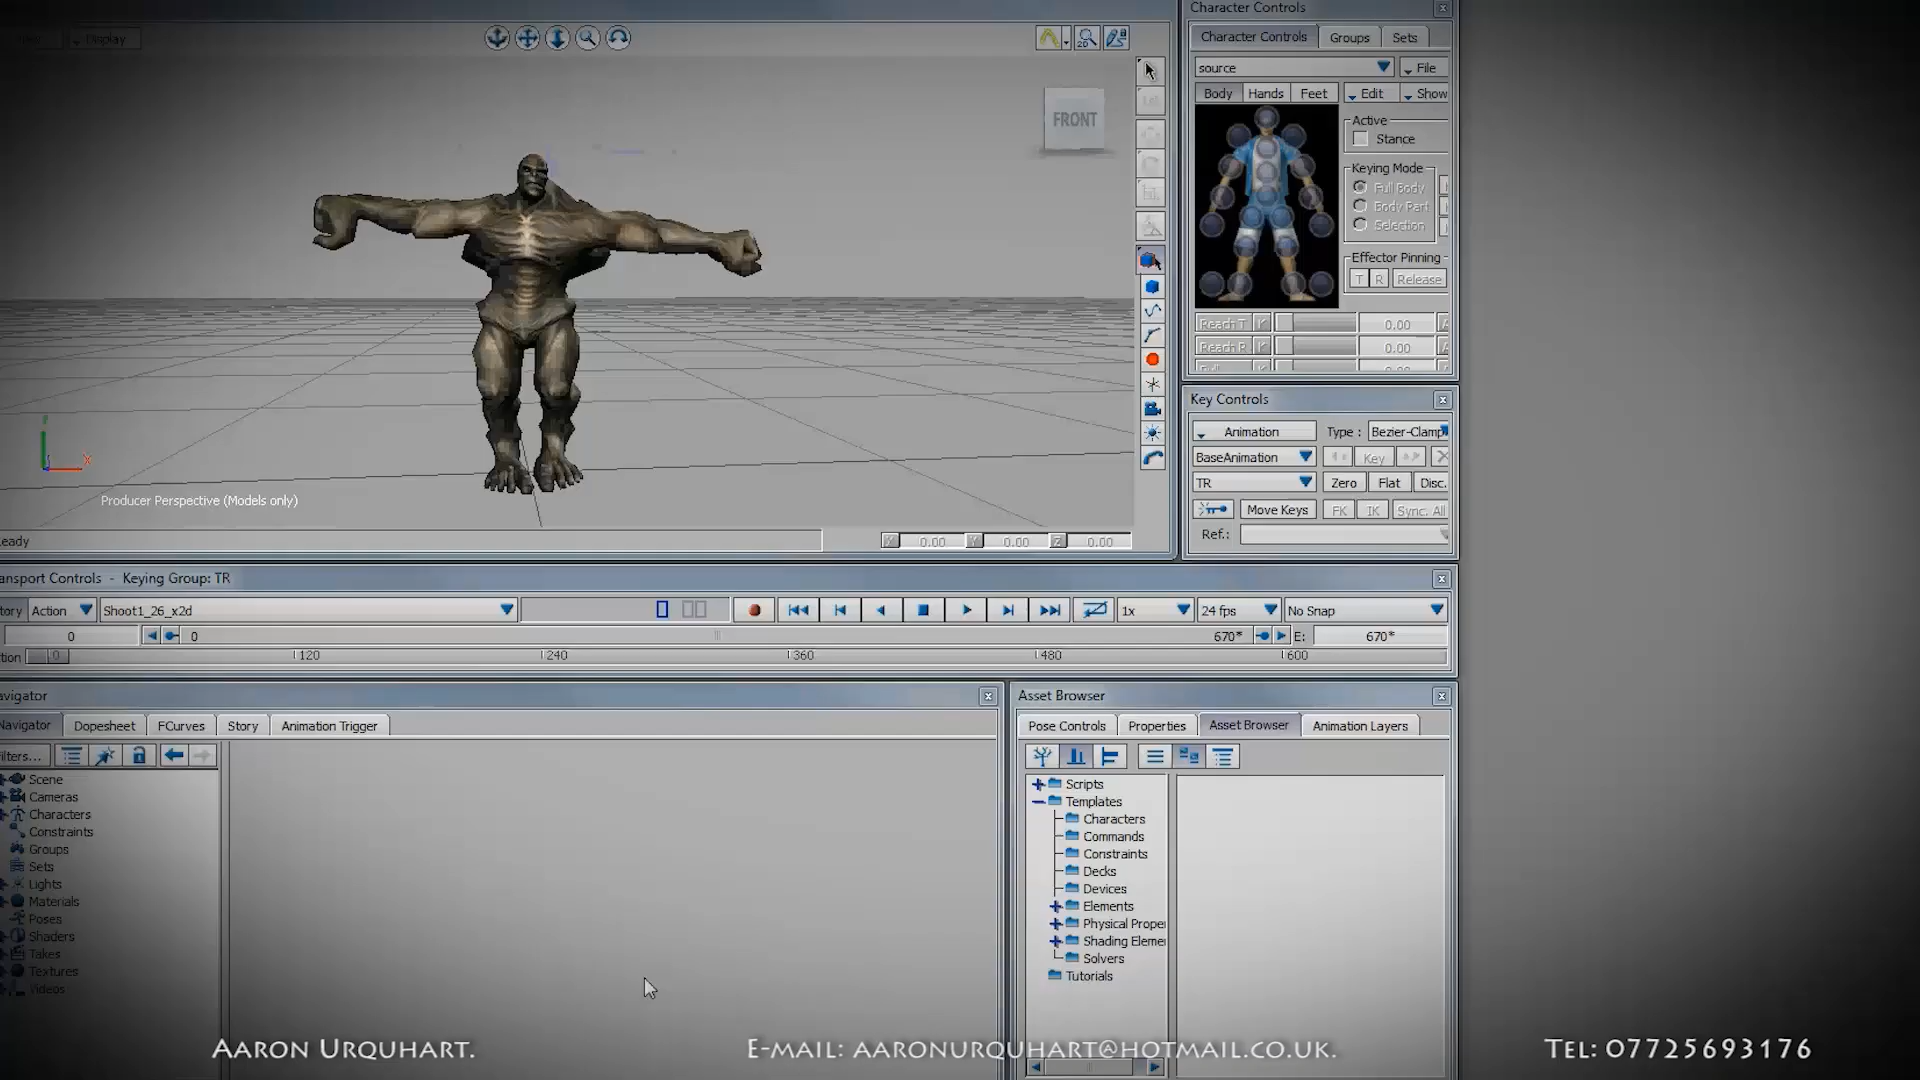 Display
FRONT
Producer Perspective (Models only)
eady
0.00 0.00 0.00
Character Controls
Character Controls Groups Sets
source File
Body Hands Feet Edit Show
Active
Stance
Keying Mode
Full Body
Body Part
Selection
Effector Pinning
T R Release
Reach T 0.00
Reach R 0.00
Key Controls
Animation Type : Bezier-Clamp
BaseAnimation Key
TR Zero Flat Disc.
Move Keys FK IK Sync. All
Ref.:
ansport Controls - Keying Group: TR
tory Action Shoot1_26_x2d 1x 24 fps No Snap
0 0 670* E: 670*
tion 0 120 240 360 480 600
avigator
Navigator Dopesheet FCurves Story Animation Trigger
ilters...
Scene
Cameras
Characters
Constraints
Groups
Sets
Lights
Materials
Poses
Shaders
Takes
Textures
Videos
Asset Browser
Pose Controls Properties Asset Browser Animation Layers
Scripts
Templates
Characters
Commands
Constraints
Decks
Devices
Elements
Physical Proper
Shading Elemer
Solvers
Tutorials
Aaron Urquhart. E-mail: aaronurquhart@hotmail.co.uk. Tel: 07725693176